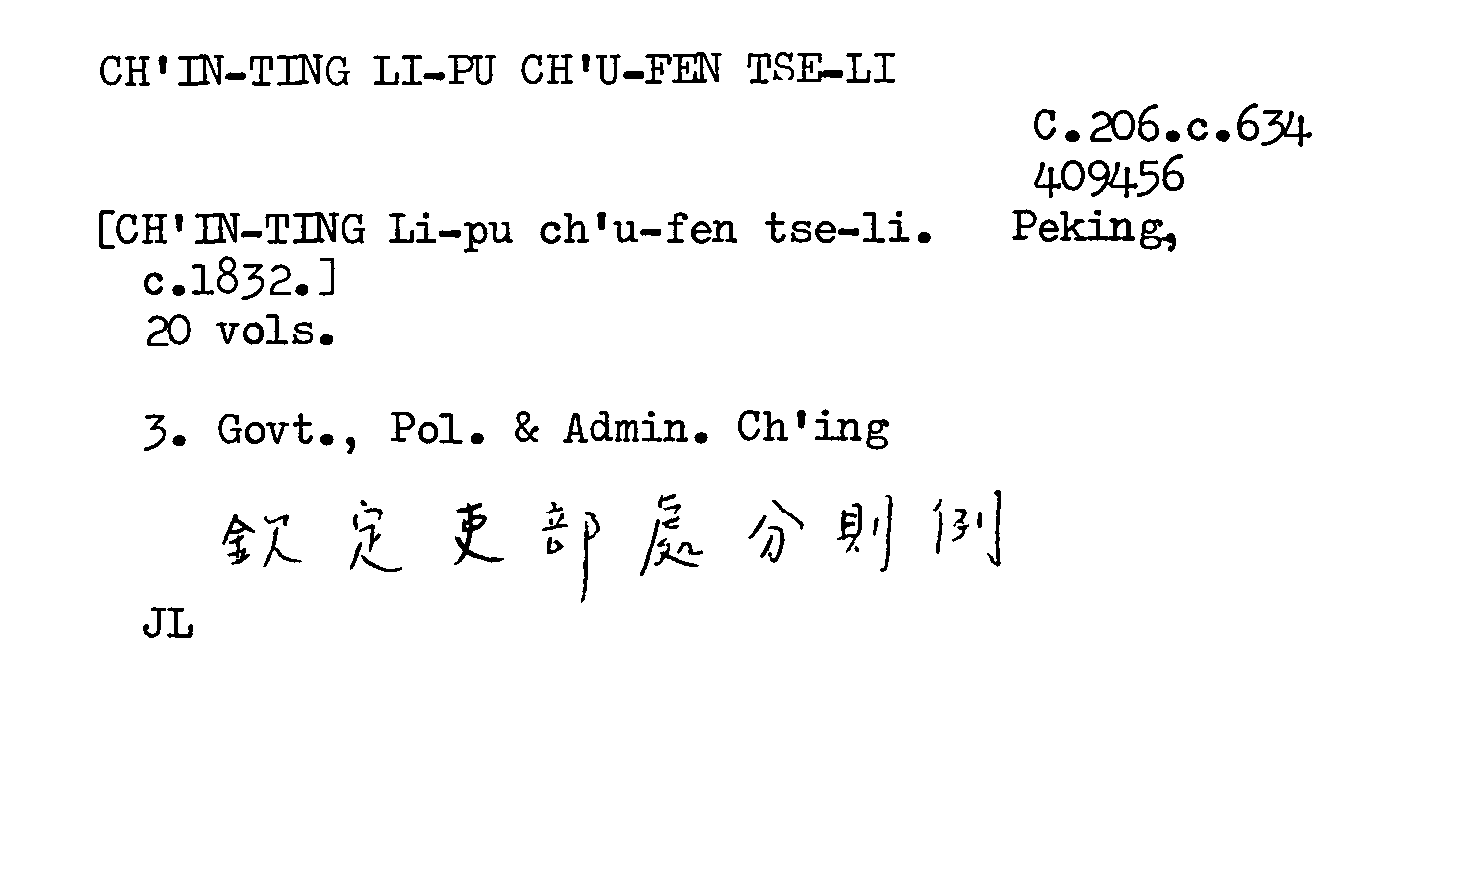 CH'IN-TING LI-PU CH'U-FEN TSE-LI
C.206.c.634
409456
[CH'IN-TING Li-pu ch'u-fen tse-li. Peking,
c.1832.]
20 vols.
3. Govt., Pol. & Admin. Ch'ing
欽定吏部處分則例
JL